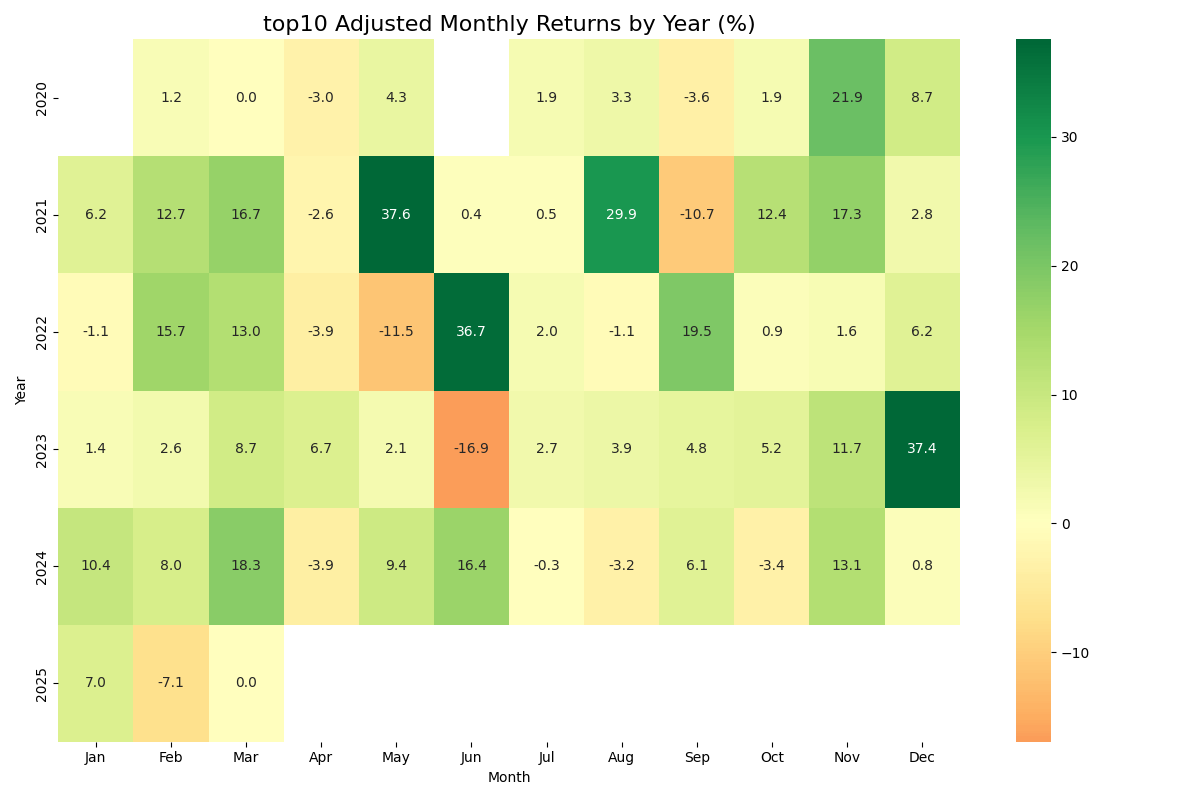 top10 Adjusted Monthly Returns by Year (%)
2020 1.2 0.0 -3.0 4.3 1.9 3.3 -3.6 1.9 21.9 8.7
2021 6.2 12.7 16.7 -2.6 37.6 0.4 0.5 29.9 -10.7 12.4 17.3 2.8
2022 -1.1 15.7 13.0 -3.9 -11.5 36.7 2.0 -1.1 19.5 0.9 1.6 6.2
2023 1.4 2.6 8.7 6.7 2.1 -16.9 2.7 3.9 4.8 5.2 11.7 37.4
2024 10.4 8.0 18.3 -3.9 9.4 16.4 -0.3 -3.2 6.1 -3.4 13.1 0.8
2025 7.0 -7.1 0.0
Year
Jan Feb Mar Apr May Jun Jul Aug Sep Oct Nov Dec
Month
30
20
10
0
−10